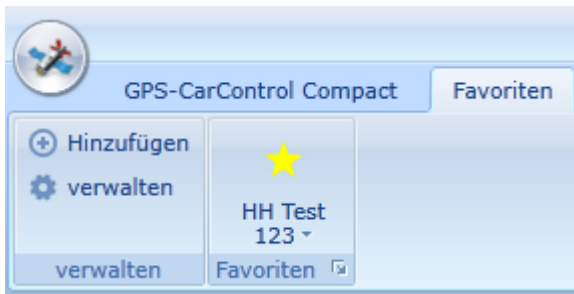 GPS-CarControl Compact Favoriten
Hinzufügen
verwalten
HH Test
123
verwalten
Favoriten